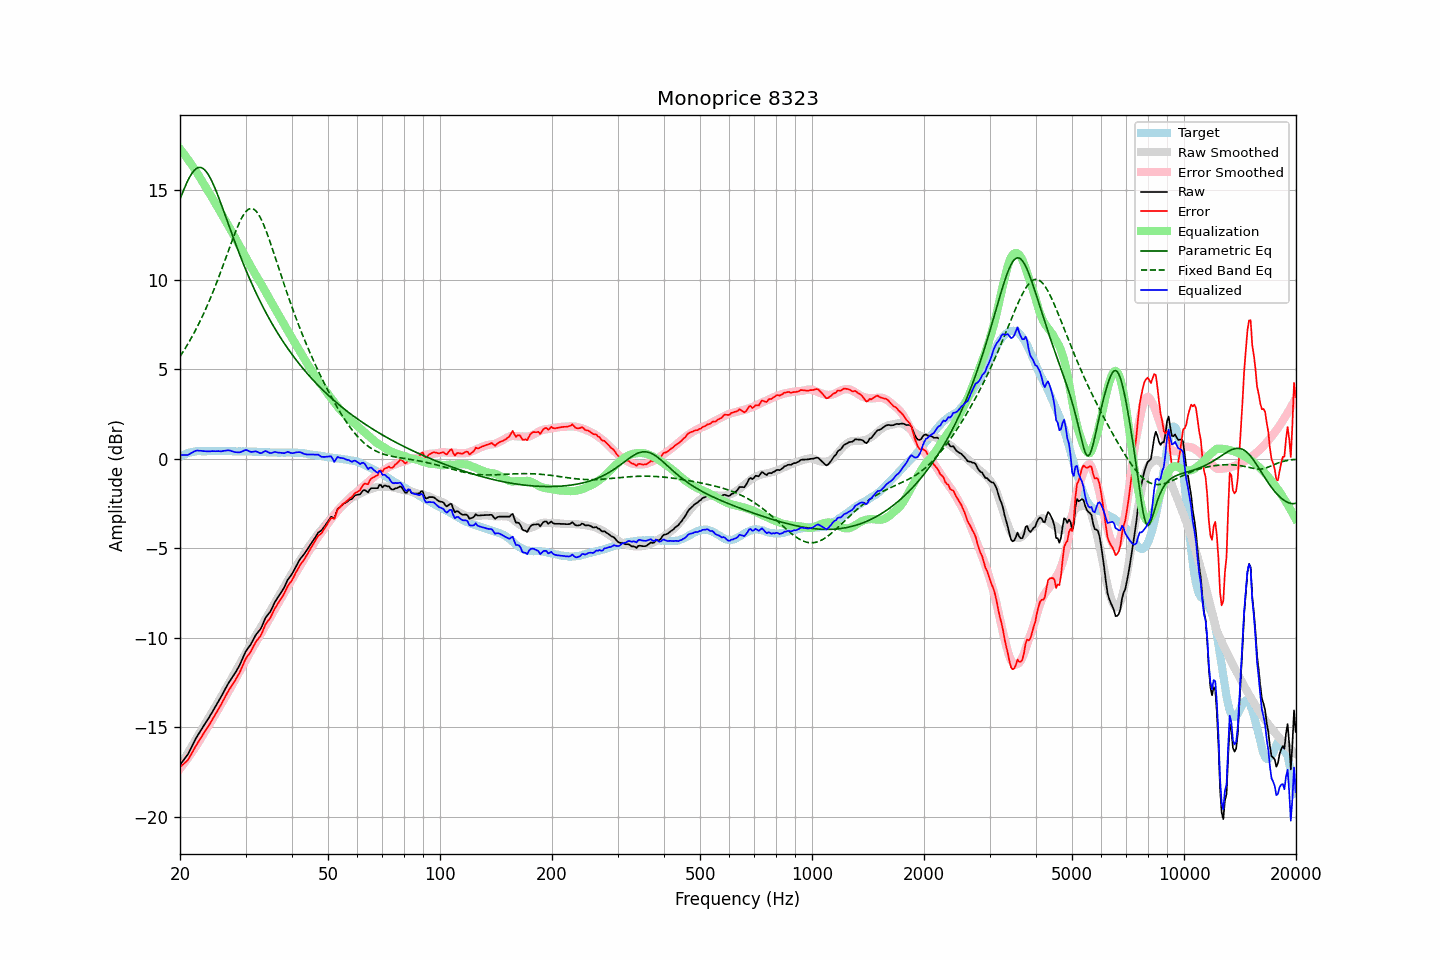 Monoprice 8323
Target
Raw Smoothed
Error Smoothed
Raw
Error
Equalization
Parametric Eq
Fixed Band Eq
Equalized
15
10
5
0
−5
−10
−15
−20
Amplitude (dBr)
20 50 100 200 500 1000 2000 5000 10000 20000
Frequency (Hz)